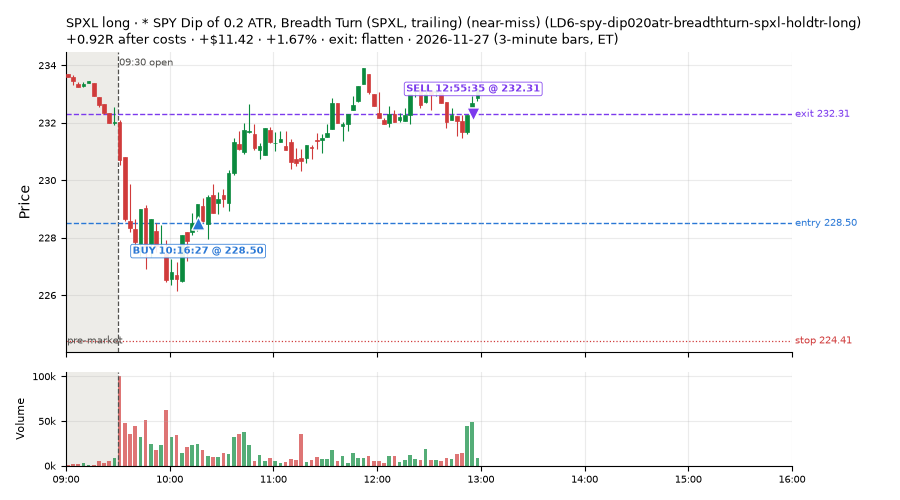 SPXL long · * SPY Dip of 0.2 ATR, Breadth Turn (SPXL, trailing) (near-miss) (LD6-spy-dip020atr-breadthturn-spxl-holdtr-long)
+0.92R after costs · +$11.42 · +1.67% · exit: flatten · 2026-11-27 (3-minute bars, ET)
09:30 open
SELL 12:55:35 @ 232.31
exit 232.31
BUY 10:16:27 @ 228.50
entry 228.50
pre-market
stop 224.41
Price
234
232
230
228
226
Volume
100k
50k
0k
09:00
10:00
11:00
12:00
13:00
14:00
15:00
16:00